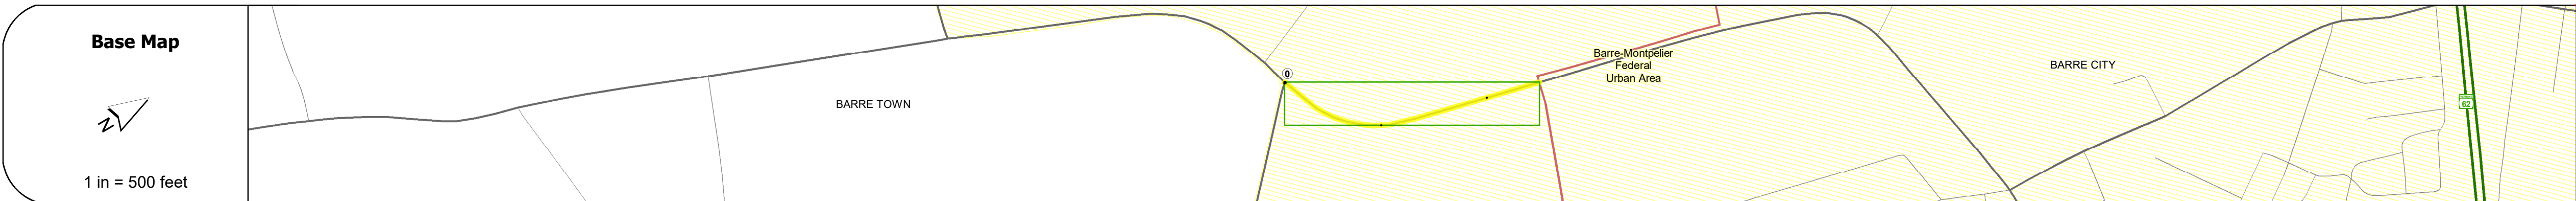 Base Map
N
1 in = 500 feet
BARRE TOWN
0
Barre-Montpelier
Federal
Urban Area
BARRE CITY
62